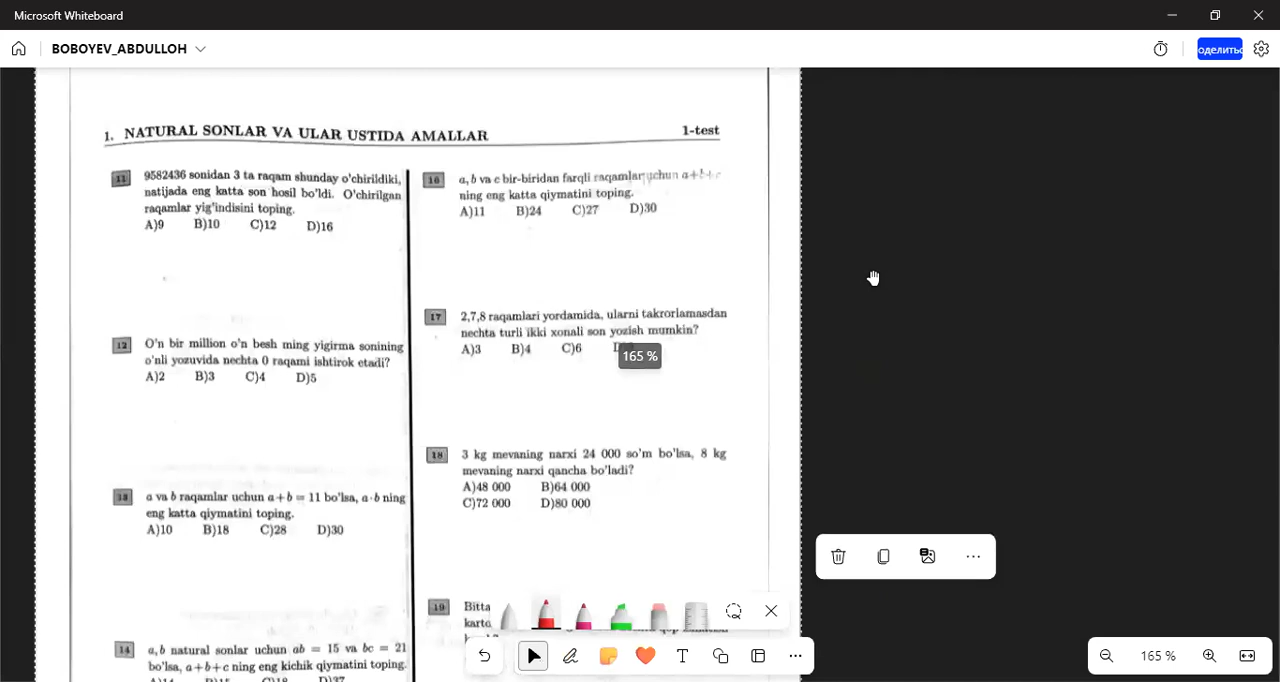 Microsoft Whiteboard
BOBOYEV_ABDULLOH
оделитьс
1. NATURAL SONLAR VA ULAR USTIDA AMALLAR
1-test
11 9582436 sonidan 3 ta raqam shunday o'chirildiki,
natijada eng katta son hosil bo'ldi. O'chirilgan
raqamlar yig'indisini toping.
A)9 B)10 C)12 D)16
12 O'n bir million o'n besh ming yigirma sonining
o'nli yozuvida nechta 0 raqami ishtirok etadi?
A)2 B)3 C)4 D)5
13 a va b raqamlar uchun a+b = 11 bo'lsa, a·b ning
eng katta qiymatini toping.
A)10 B)18 C)28 D)30
14 a, b natural sonlar uchun ab = 15 va bc = 21
bo'lsa, a+b+c ning eng kichik qiymatini toping.
A)14 B)15 C)18 D)37
16 a, b va c bir-biridan farqli raqamlar uchun a+b+c
ning eng katta qiymatini toping.
A)11 B)24 C)27 D)30
17 2,7,8 raqamlari yordamida, ularni takrorlamasdan
nechta turli ikki xonali son yozish mumkin?
A)3 B)4 C)6
165 %
18 3 kg mevaning narxi 24 000 so'm bo'lsa, 8 kg
mevaning narxi qancha bo'ladi?
A)48 000 B)64 000
C)72 000 D)80 000
19 Bitta
karto
165 %